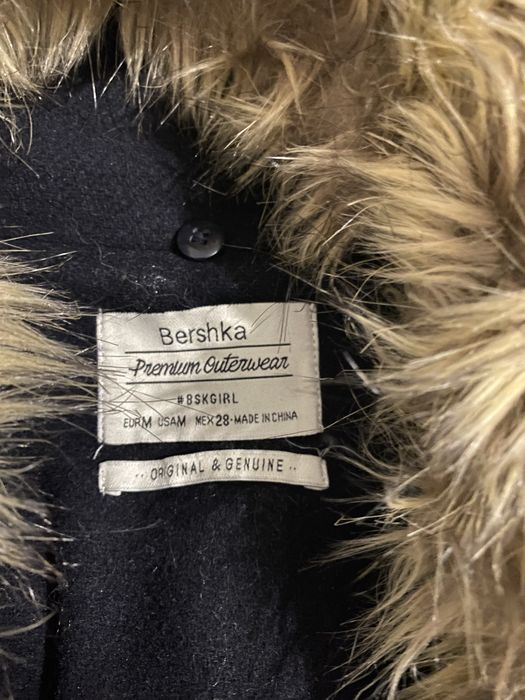 Bershka
Premium Outerwear
#BSKGIRL
EUR M USA M MEX 28 - MADE IN CHINA
·· ORIGINAL & GENUINE ··